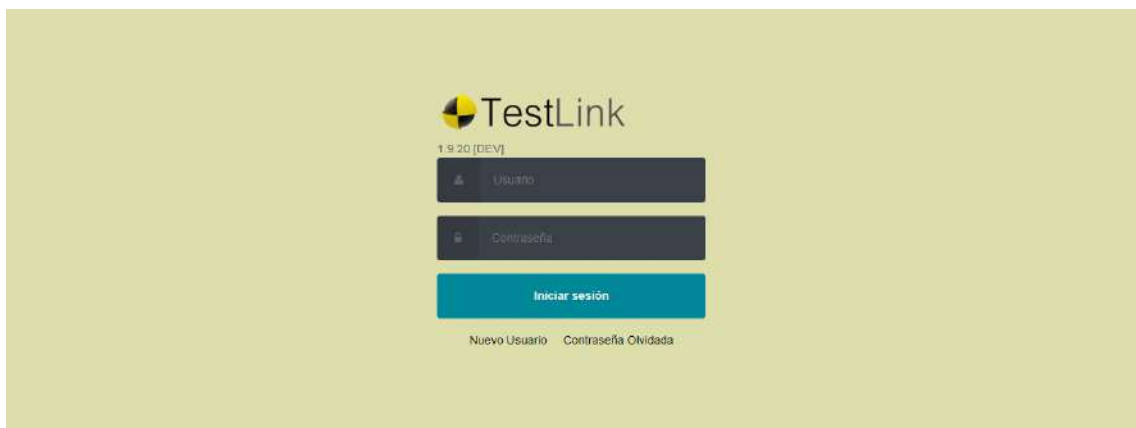 TestLink
1.9.20 [DEV]
Usuario
Contraseña
Iniciar sesión
Nuevo Usuario Contraseña Olvidada